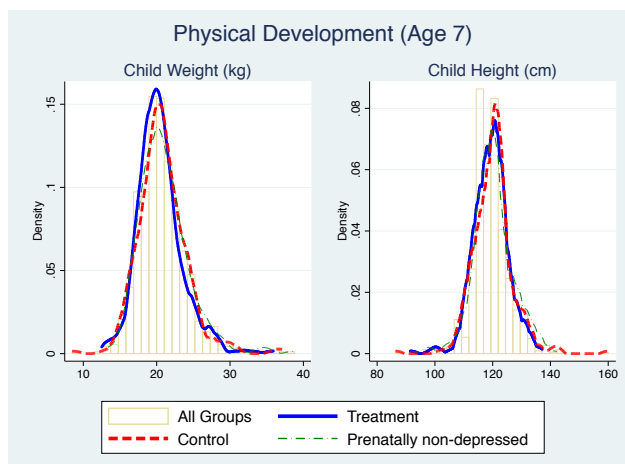 Physical Development (Age 7)
Child Weight (kg)
Child Height (cm)
Density
0
.05
.1
.15
10
20
30
40
Density
0
.02
.04
.06
.08
80
100
120
140
160
All Groups
Treatment
Control
Prenatally non-depressed